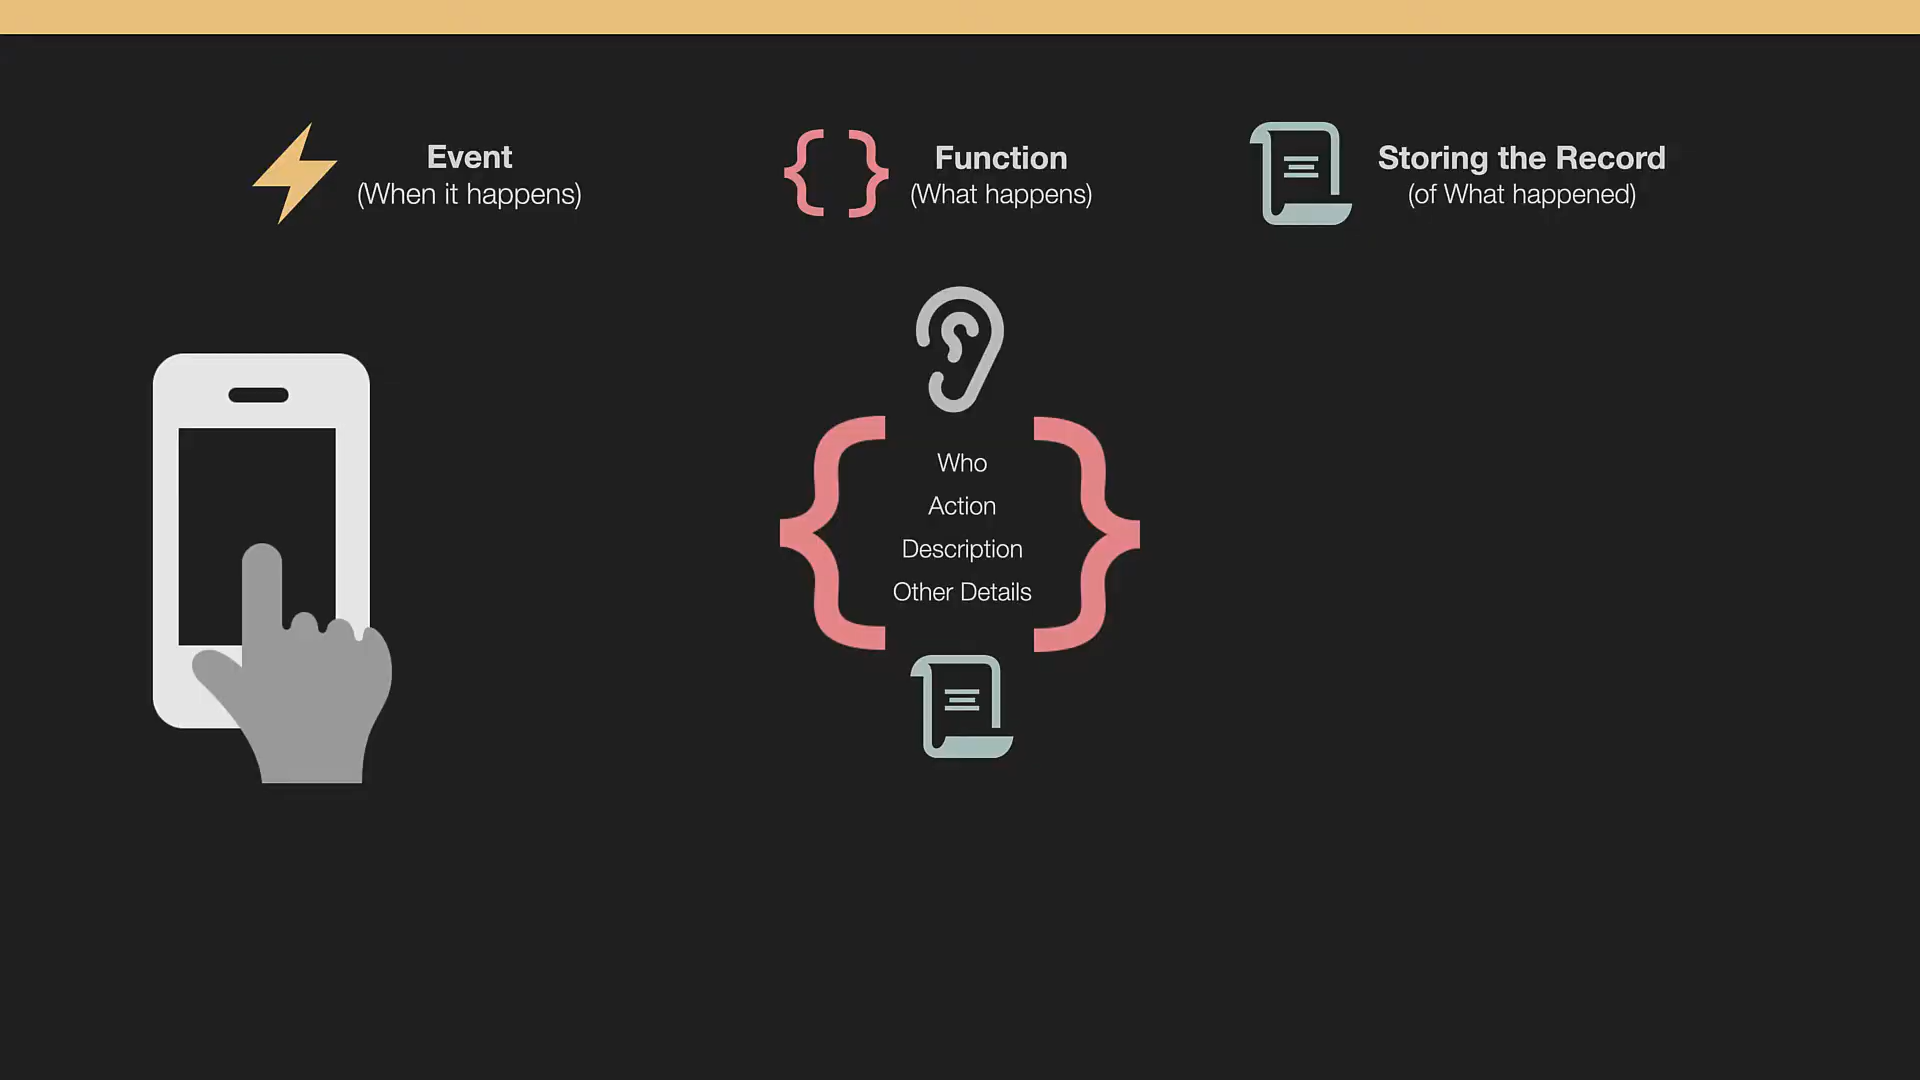 Event
(When it happens)
Function
(What happens)
Storing the Record
(of What happened)
Who
Action
Description
Other Details